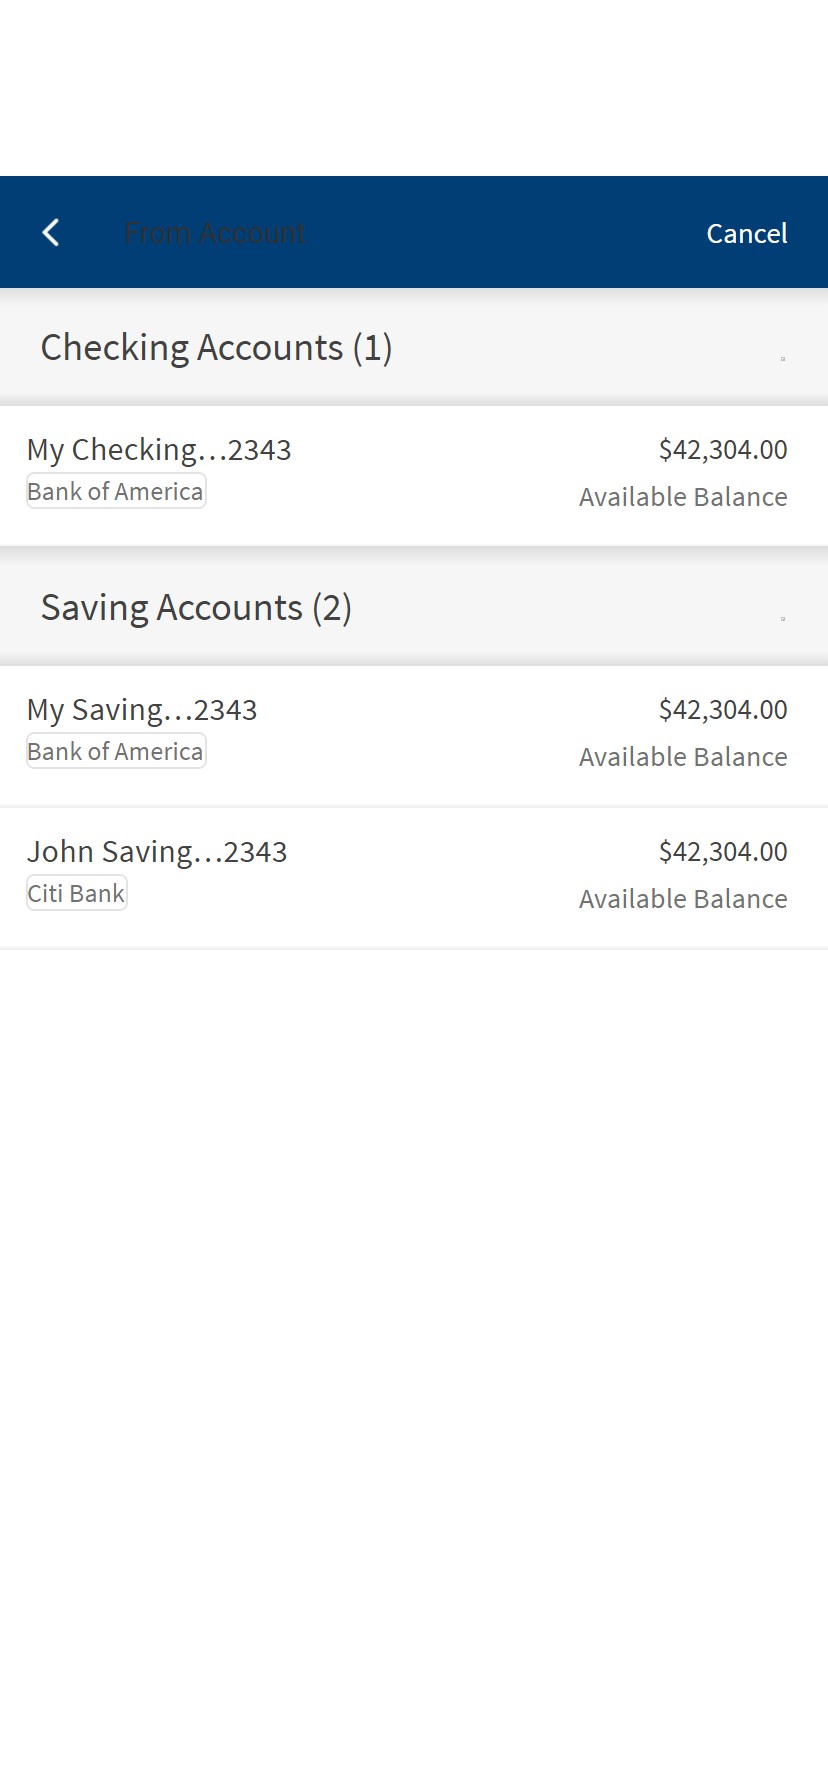 From Account
Cancel
Checking Accounts (1)
My Checking...2343
$42,304.00
Bank of America
Available Balance
Saving Accounts (2)
My Saving...2343
$42,304.00
Bank of America
Available Balance
John Saving...2343
$42,304.00
Citi Bank
Available Balance